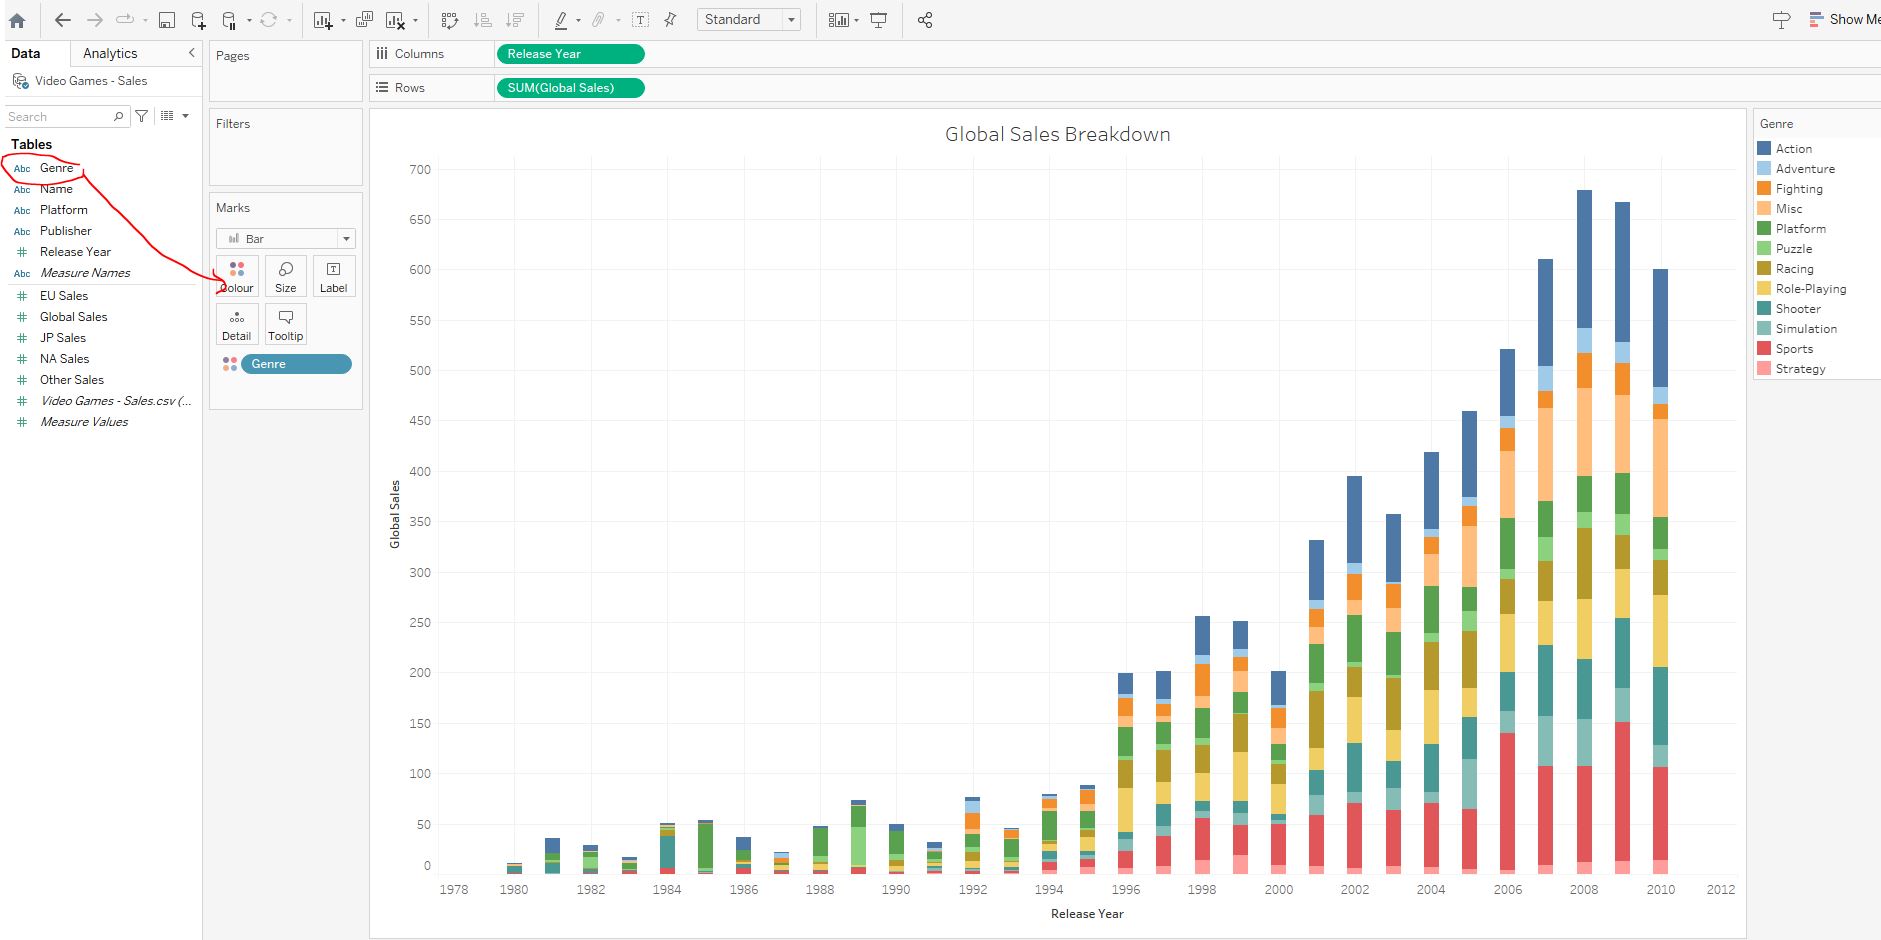 Standard
Show Me
Data
Analytics
Pages
Columns
Release Year
Video Games - Sales
Rows
SUM(Global Sales)
Search
Filters
Tables
Abc Genre
Abc Name
Abc Platform
Abc Publisher
# Release Year
Abc Measure Names
# EU Sales
# Global Sales
# JP Sales
# NA Sales
# Other Sales
# Video Games - Sales.csv (...
# Measure Values
Marks
Bar
Colour
Size
T
Label
Detail
Tooltip
Genre
Global Sales Breakdown
700
650
600
550
500
450
400
350
300
250
200
150
100
50
0
Global Sales
1978 1980 1982 1984 1986 1988 1990 1992 1994 1996 1998 2000 2002 2004 2006 2008 2010 2012
Release Year
Genre
Action
Adventure
Fighting
Misc
Platform
Puzzle
Racing
Role-Playing
Shooter
Simulation
Sports
Strategy